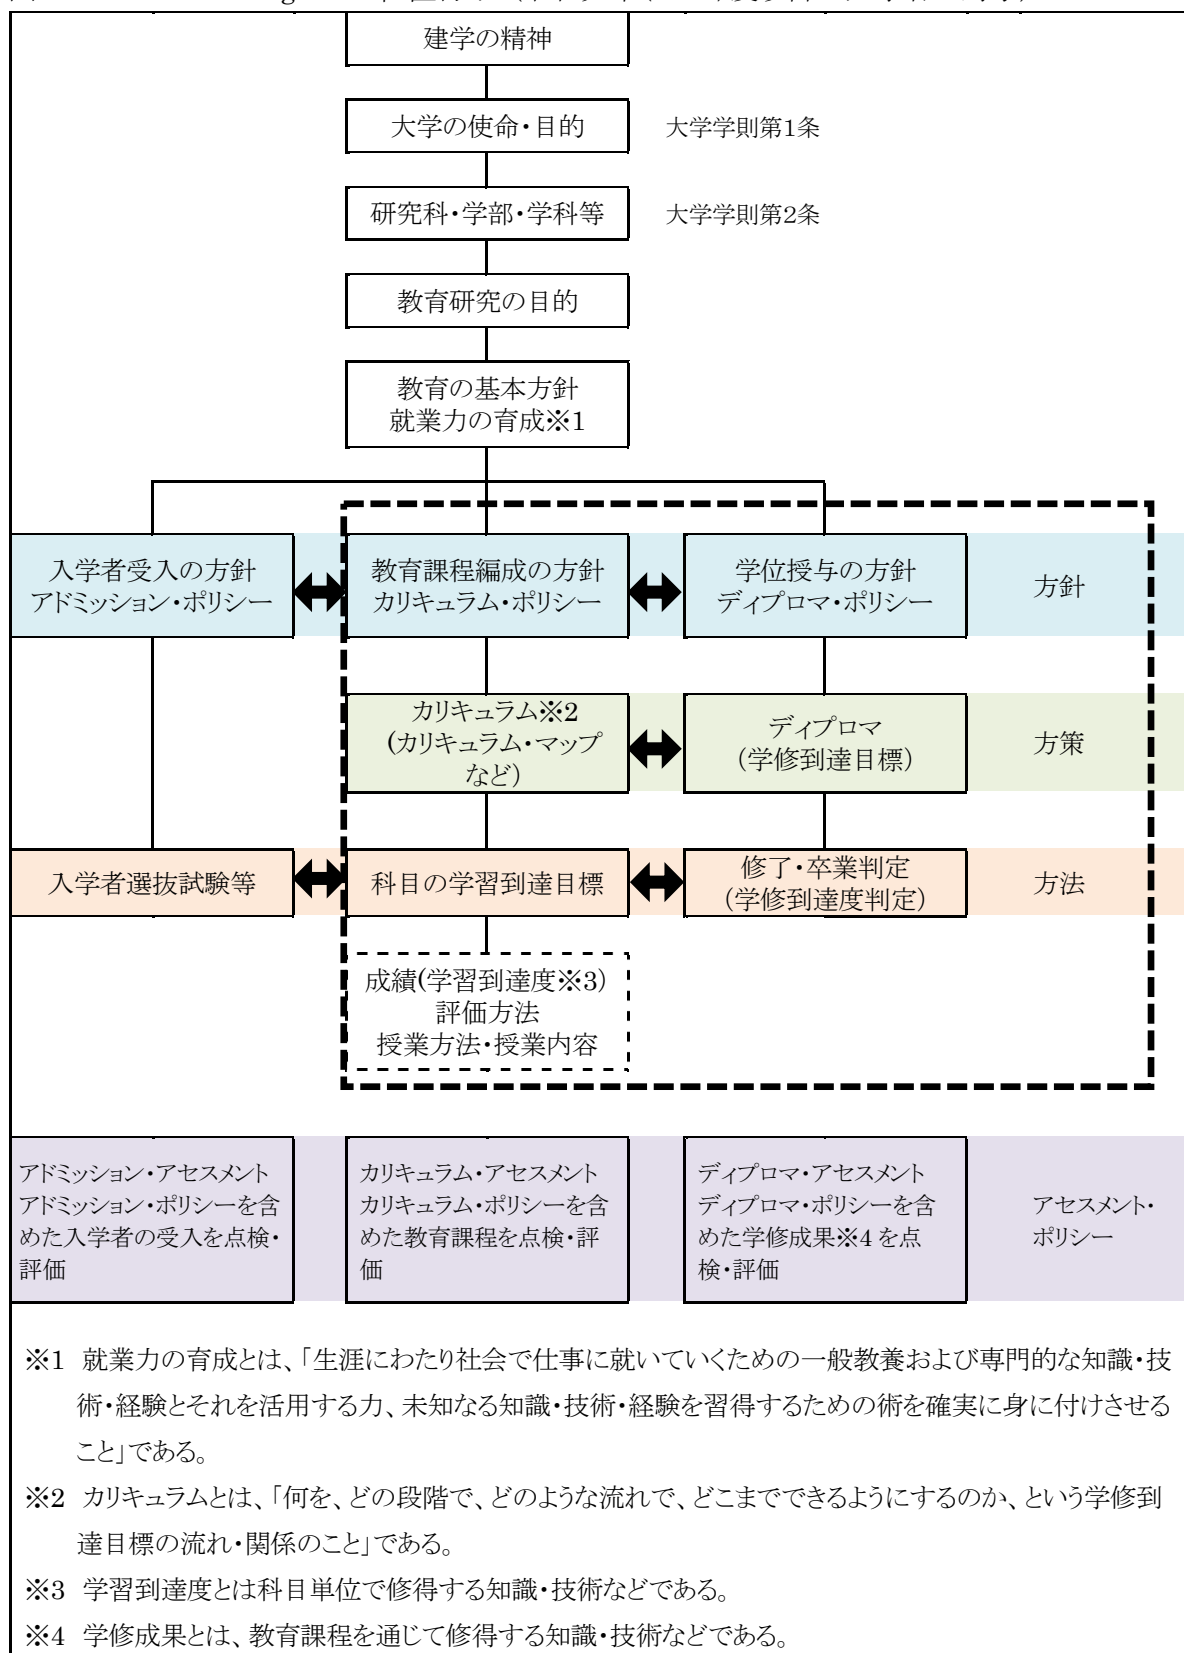 建学の精神
大学の使命・目的
大学学則第1条
研究科・学部・学科等
大学学則第2条
教育研究の目的
教育の基本方針
就業力の育成※1
入学者受入の方針
アドミッション・ポリシー
教育課程編成の方針
カリキュラム・ポリシー
学位授与の方針
ディプロマ・ポリシー
方針
カリキュラム※2
(カリキュラム・マップ
など)
ディプロマ
(学修到達目標)
方策
入学者選抜試験等
科目の学習到達目標
修了・卒業判定
(学修到達度判定)
方法
成績(学習到達度※3)
評価方法
授業方法・授業内容
アドミッション・アセスメント
アドミッション・ポリシーを含
めた入学者の受入を点検・
評価
カリキュラム・アセスメント
カリキュラム・ポリシーを含
めた教育課程を点検・評
価
ディプロマ・アセスメント
ディプロマ・ポリシーを含
めた学修成果※4を点
検・評価
アセスメント・
ポリシー
※1 就業力の育成とは、「生涯にわたり社会で仕事に就いていくための一般教養および専門的な知識・技
術・経験とそれを活用する力、未知なる知識・技術・経験を習得するための術を確実に身に付けさせる
こと」である。
※2 カリキュラムとは、「何を、どの段階で、どのような流れで、どこまでできるようにするのか、という学修到
達目標の流れ・関係のこと」である。
※3 学習到達度とは科目単位で修得する知識・技術などである。
※4 学修成果とは、教育課程を通じて修得する知識・技術などである。